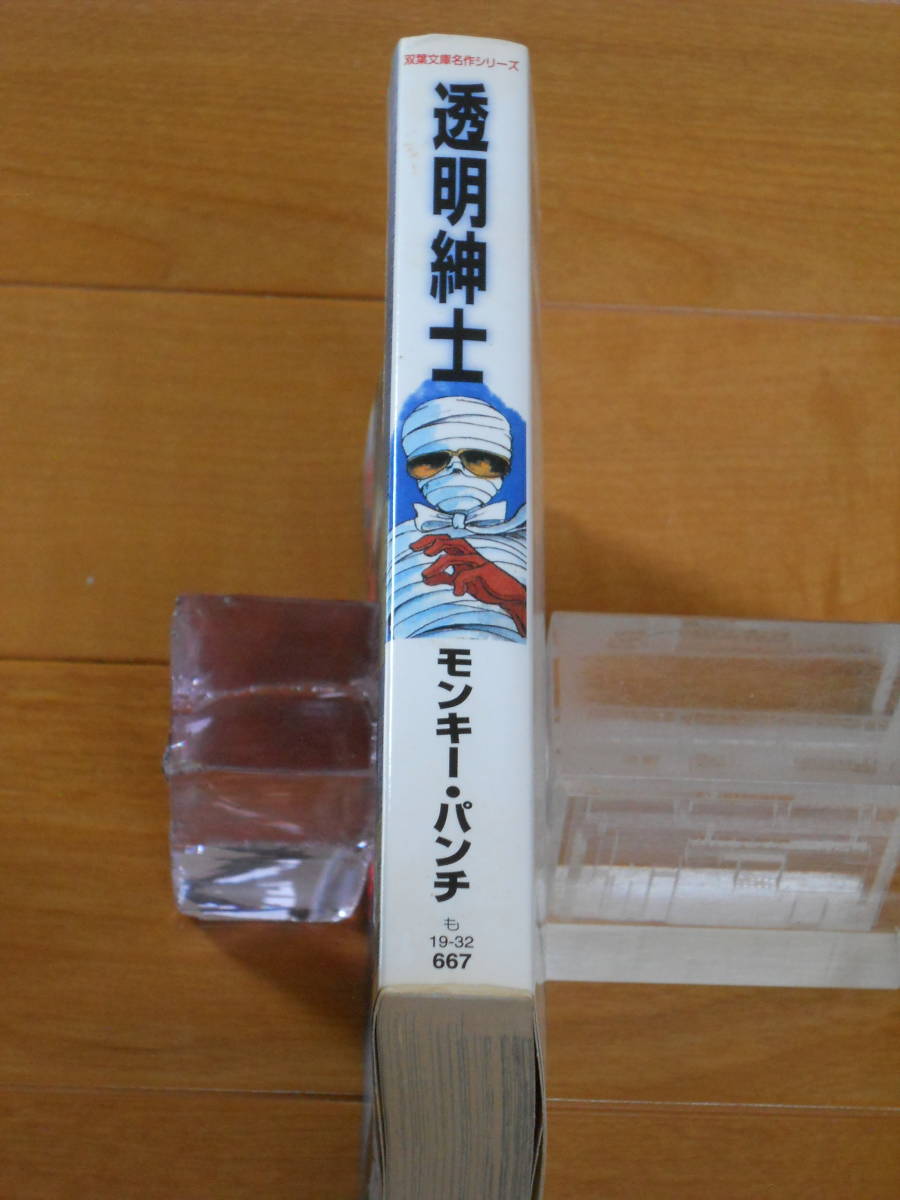 双葉文庫名作シリーズ
透明紳士
モンキー・パンチ
も
19-32
667